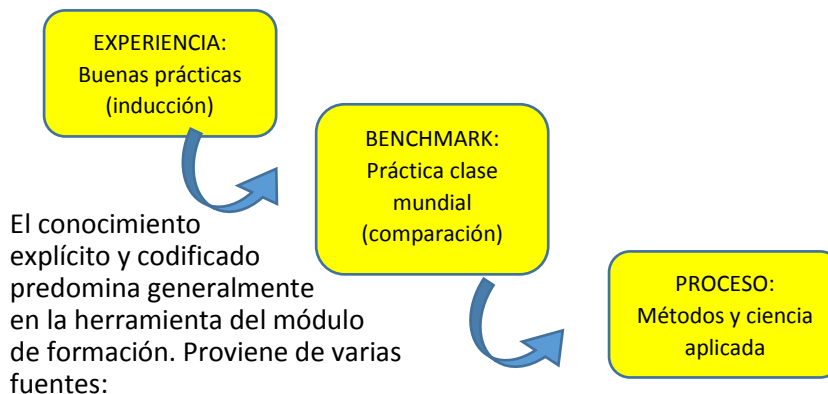 EXPERIENCIA:
Buenas prácticas
(inducción)
BENCHMARK:
Práctica clase
mundial
(comparación)
El conocimiento
explícito y codificado
predomina generalmente
en la herramienta del módulo
de formación. Proviene de varias
fuentes:
PROCESO:
Métodos y ciencia
aplicada